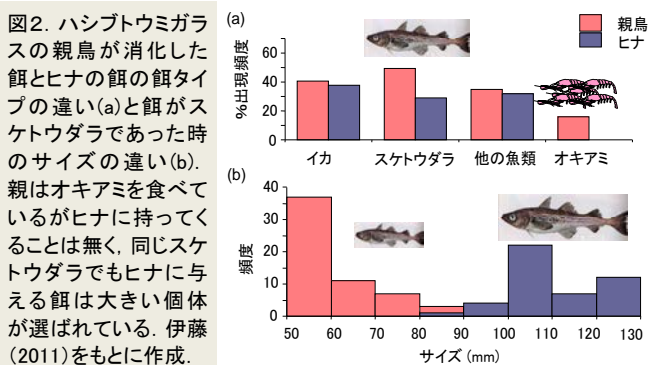 図2. ハシブトウミガラ
スの親鳥が消化した
餌とヒナの餌の餌タイ
プの違い(a)と餌がス
ケトウダラであった時
のサイズの違い(b).
親はオキアミを食べて
いるがヒナに持ってく
ることは無く, 同じスケ
トウダラでもヒナに与
える餌は大きい個体
が選ばれている. 伊藤
(2011)をもとに作成.
(a)
親鳥
ヒナ
%出現頻度
60
40
20
0
イカ スケトウダラ 他の魚類 オキアミ
(b)
頻度
40
30
20
10
0
50 60 70 80 90 100 110 120 130
サイズ (mm)